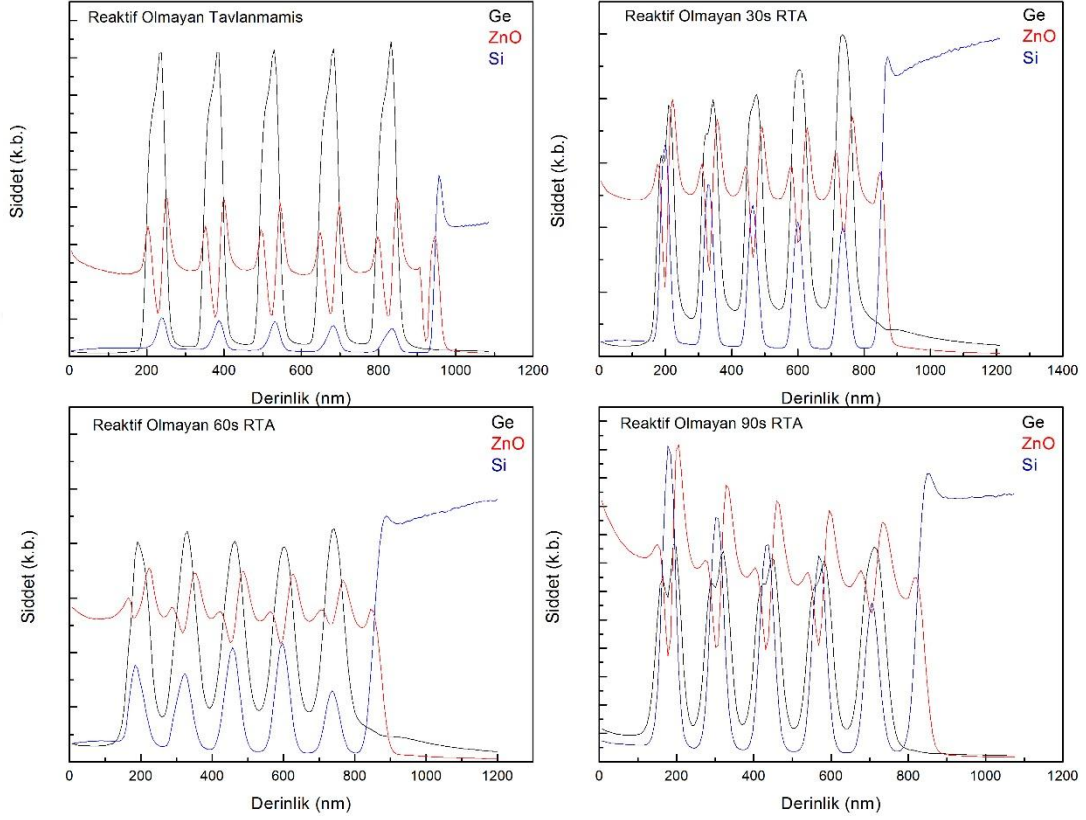 Reaktif Olmayan Tavlanmamis
Ge
ZnO
Si
Siddet (k.b.)
0 200 400 600 800 1000 1200
Derinlik (nm)
Reaktif Olmayan 30s RTA
Ge
ZnO
Si
Siddet (k.b.)
0 200 400 600 800 1000 1200 1400
Derinlik (nm)
Reaktif Olmayan 60s RTA
Ge
ZnO
Si
Siddet (k.b.)
0 200 400 600 800 1000 1200
Derinlik (nm)
Reaktif Olmayan 90s RTA
Ge
ZnO
Si
Siddet (k.b.)
0 200 400 600 800 1000 1200
Derinlik (nm)